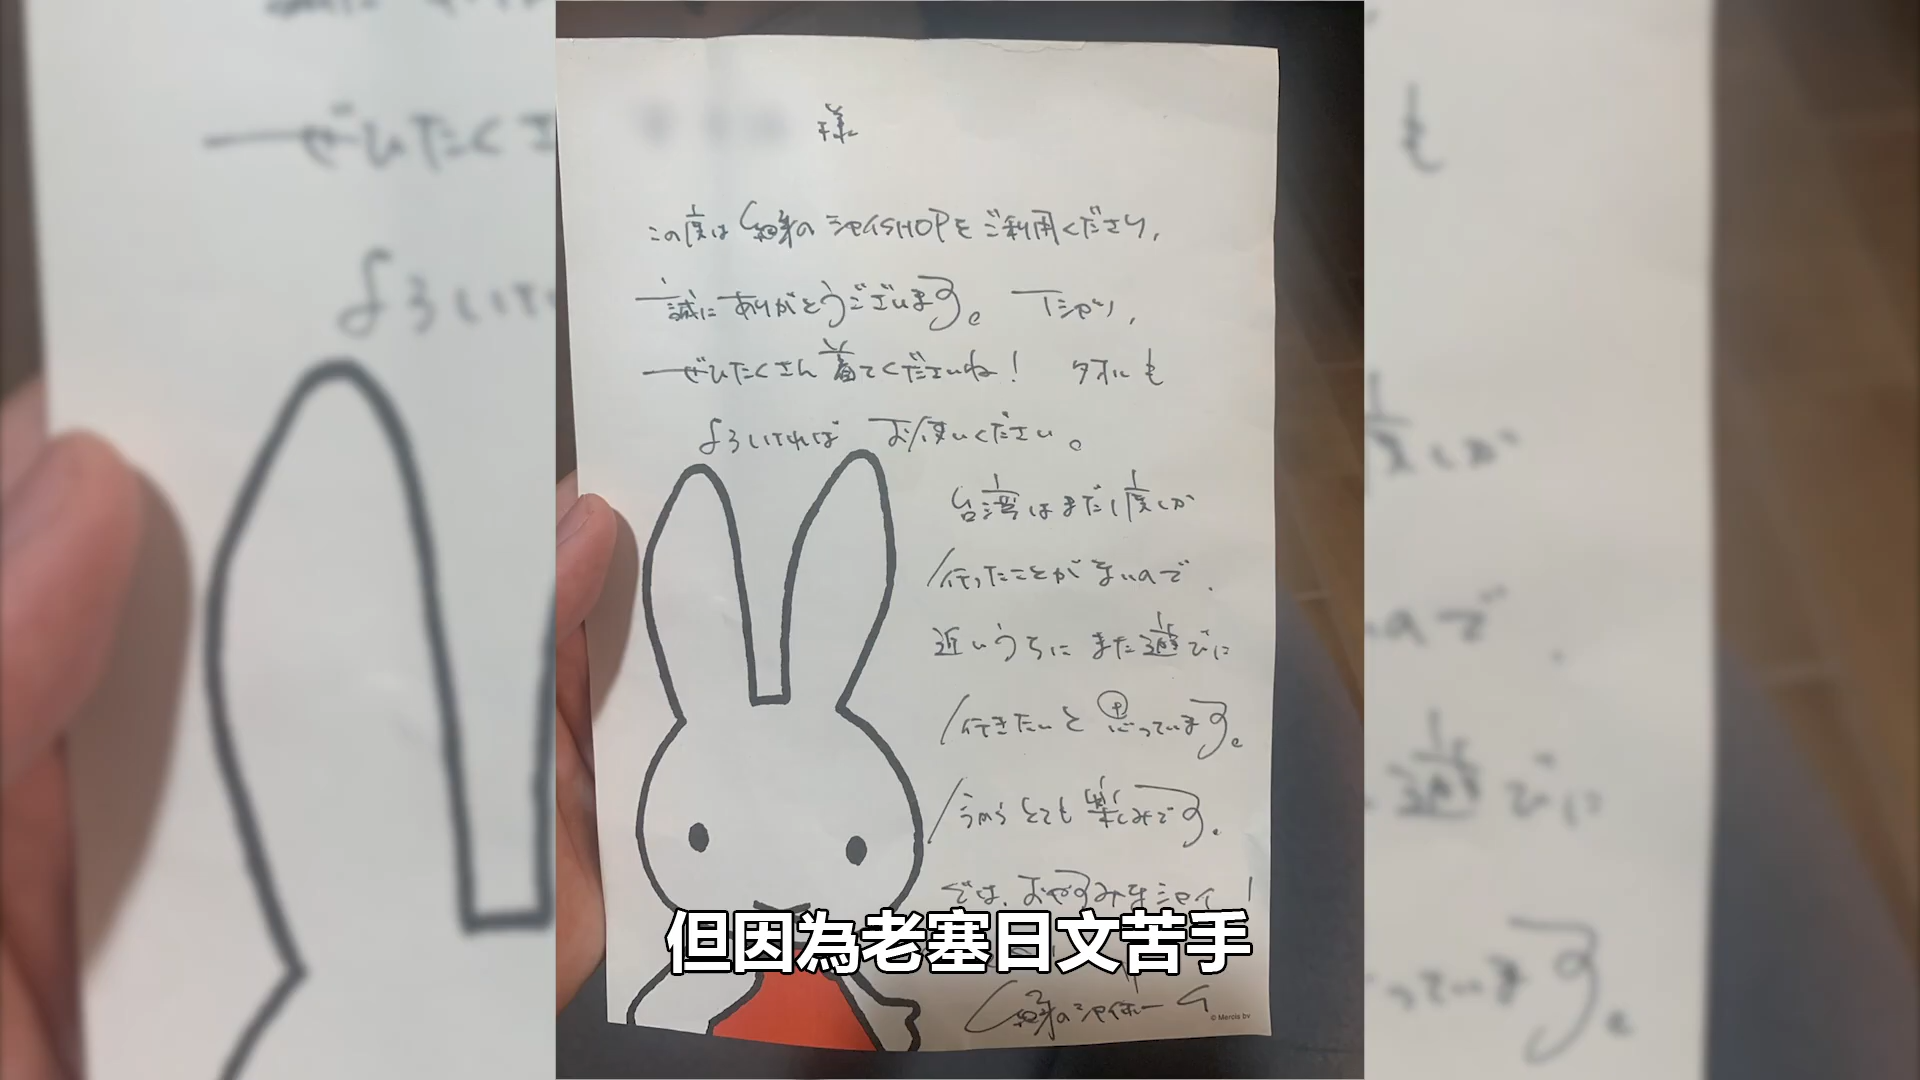 様
この度は緑のシャイSHOPをご利用くださり、
誠にありがとうございます。 Tシャツ、
ぜひたくさん着てくださいね! タオルも
よろしければ お使いください。
台湾はまだ1度しか
行ったことがないので、
近いうちに また遊びに
行きたいと思っています。
今からとても楽しみです。
では、おやすみなシャイ!
但因為老塞日文苦手
緑のシャイボーイ
© Mercis bv